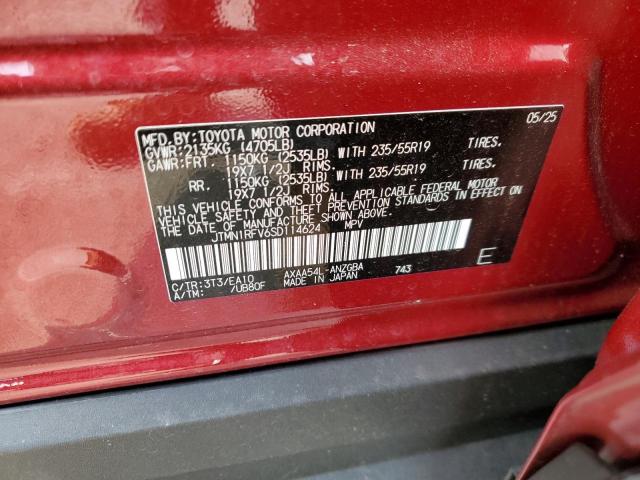 MFD.BY:TOYOTA MOTOR CORPORATION 05/25
GVWR:2135KG (4705LB)
GAWR:FRT. 1150KG (2535LB) WITH 235/55R19 TIRES.
19X7 1/2J RIMS.
RR. 1150KG (2535LB) WITH 235/55R19 TIRES.
19X7 1/2J RIMS.
THIS VEHICLE CONFORMS TO ALL APPLICABLE FEDERAL MOTOR
VEHICLE SAFETY AND THEFT PREVENTION STANDARDS IN EFFECT ON
THE DATE OF MANUFACTURE SHOWN ABOVE.
JTMN1RFV6SD114624 MPV
C/TR:3T3/EA10 AXAA54L-ANZGBA 743 E
A/TM: /UB80F MADE IN JAPAN